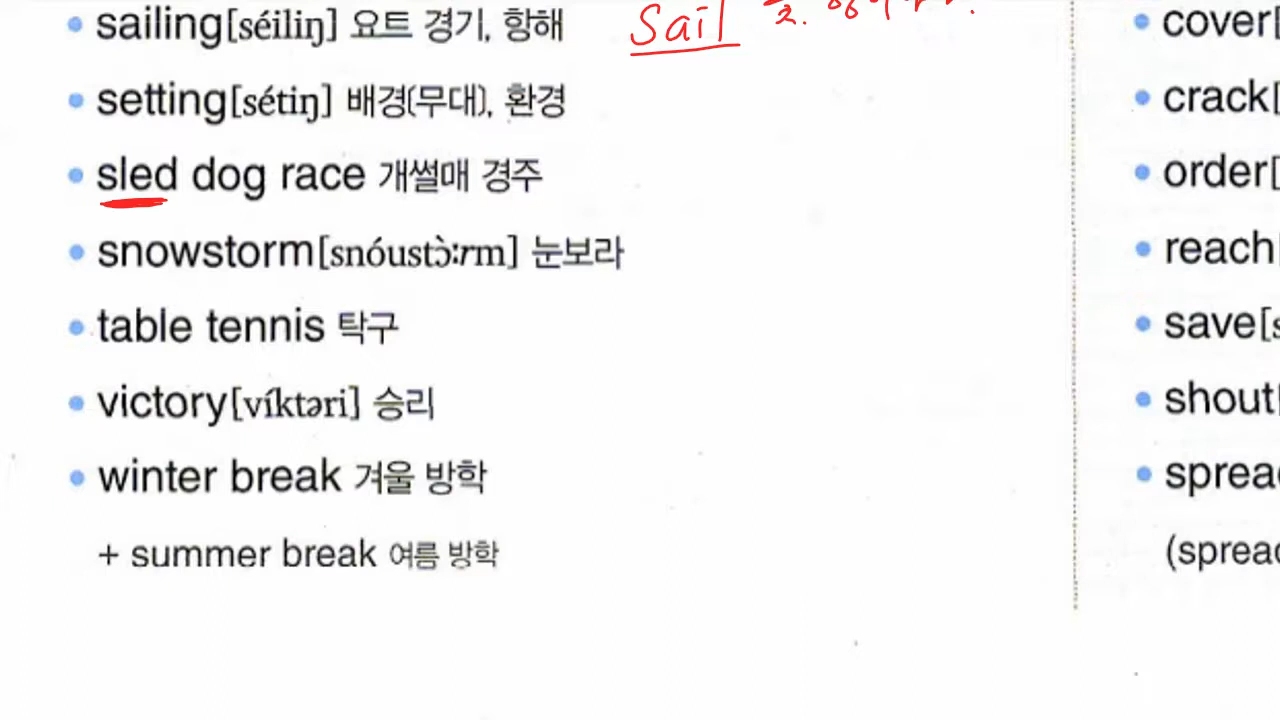 sailing[séiliŋ] 요트 경기, 항해
Sail
setting[sétiŋ] 배경(무대), 환경
sled dog race 개썰매 경주
snowstorm[snóustɔ̀ːrm] 눈보라
table tennis 탁구
victory[víktəri] 승리
winter break 겨울 방학
+ summer break 여름 방학
cover[
crack[
order[
reach[
save[s
shout[
sprea
(sprea